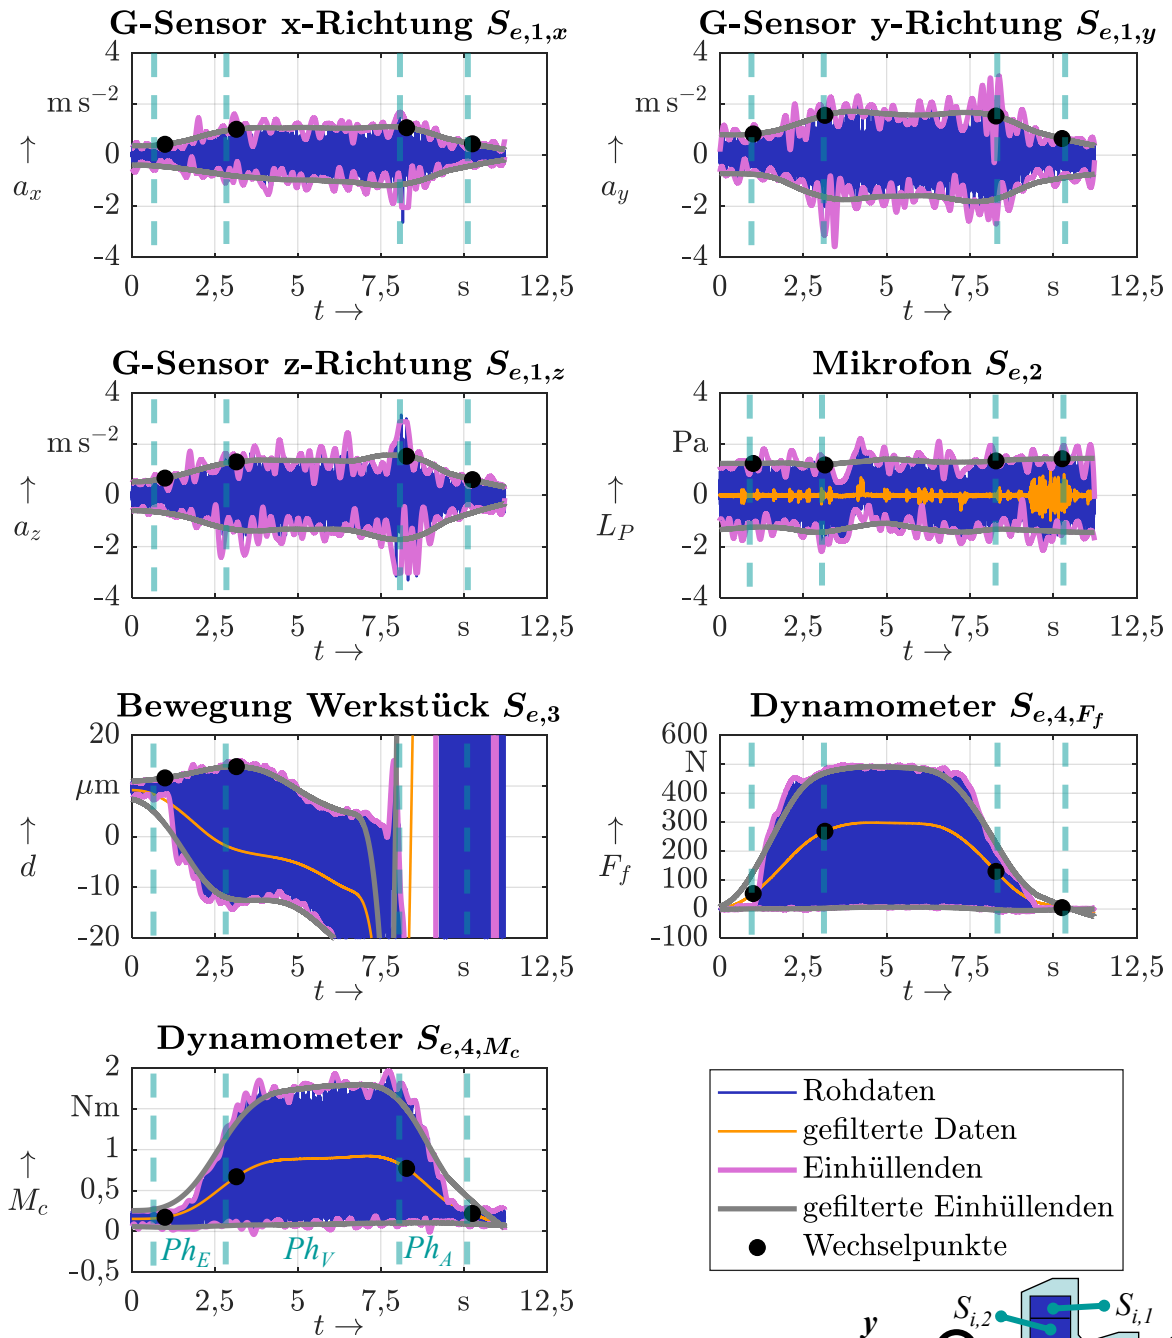 G-Sensor x-Richtung S_{e,1,x}
4
m s⁻²
0
-2
-4
↑
a_x
0 2,5 5 7,5 s 12,5
t →
G-Sensor y-Richtung S_{e,1,y}
4
m s⁻²
0
-2
-4
↑
a_y
0 2,5 5 7,5 s 12,5
t →
G-Sensor z-Richtung S_{e,1,z}
4
m s⁻²
0
-2
-4
↑
a_z
0 2,5 5 7,5 s 12,5
t →
Mikrofon S_{e,2}
4
Pa
0
-2
-4
↑
L_P
0 2,5 5 7,5 s 12,5
t →
Bewegung Werkstück S_{e,3}
20
µm
0
-10
-20
↑
d
0 2,5 5 7,5 s 12,5
t →
Dynamometer S_{e,4,F_f}
600
N
400
300
200
100
0
-100
↑
F_f
0 2,5 5 7,5 s 12,5
t →
Dynamometer S_{e,4,M_c}
2
Nm
1
0,5
0
-0,5
↑
M_c
Ph_E Ph_V Ph_A
0 2,5 5 7,5 s 12,5
t →
Rohdaten
gefilterte Daten
Einhüllenden
gefilterte Einhüllenden
Wechselpunkte
S_{i,2} S_{i,1}
y